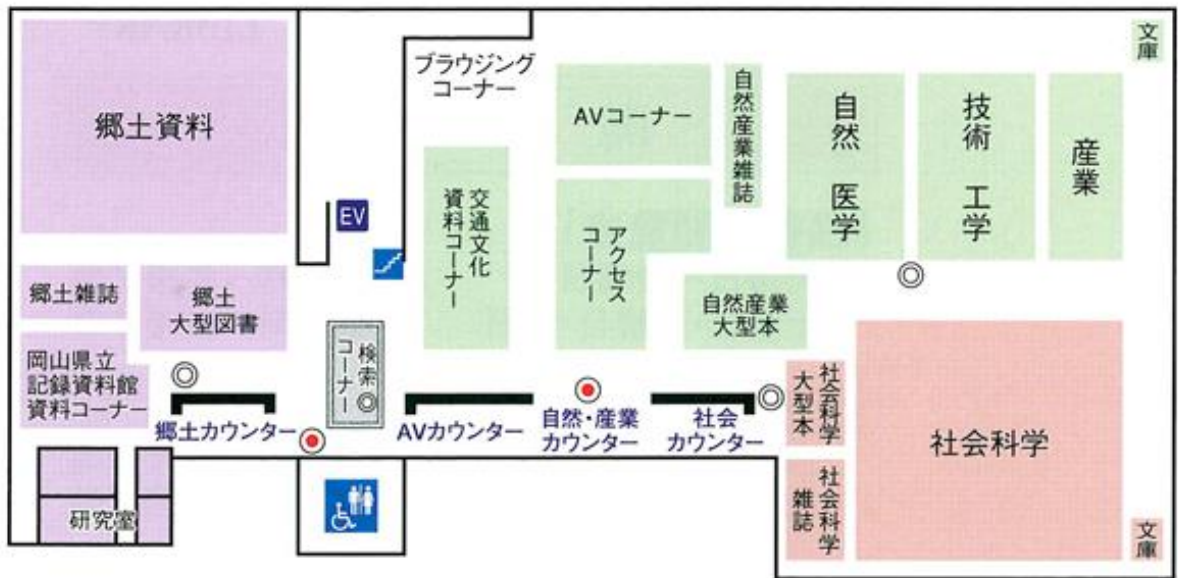 郷土資料
ブラウジング
コーナー
AVコーナー
自然産業雑誌
自然 医学
技術 工学
産業
文庫
EV
交通文化
資料コーナー
アクセス
コーナー
自然産業
大型本
郷土雑誌
郷土
大型図書
岡山県立
記録資料館
資料コーナー
検索
コーナー
郷土カウンター
AVカウンター
自然・産業
カウンター
社会
カウンター
社会科学
大型本
社会科学
社会科学
雑誌
文庫
研究室